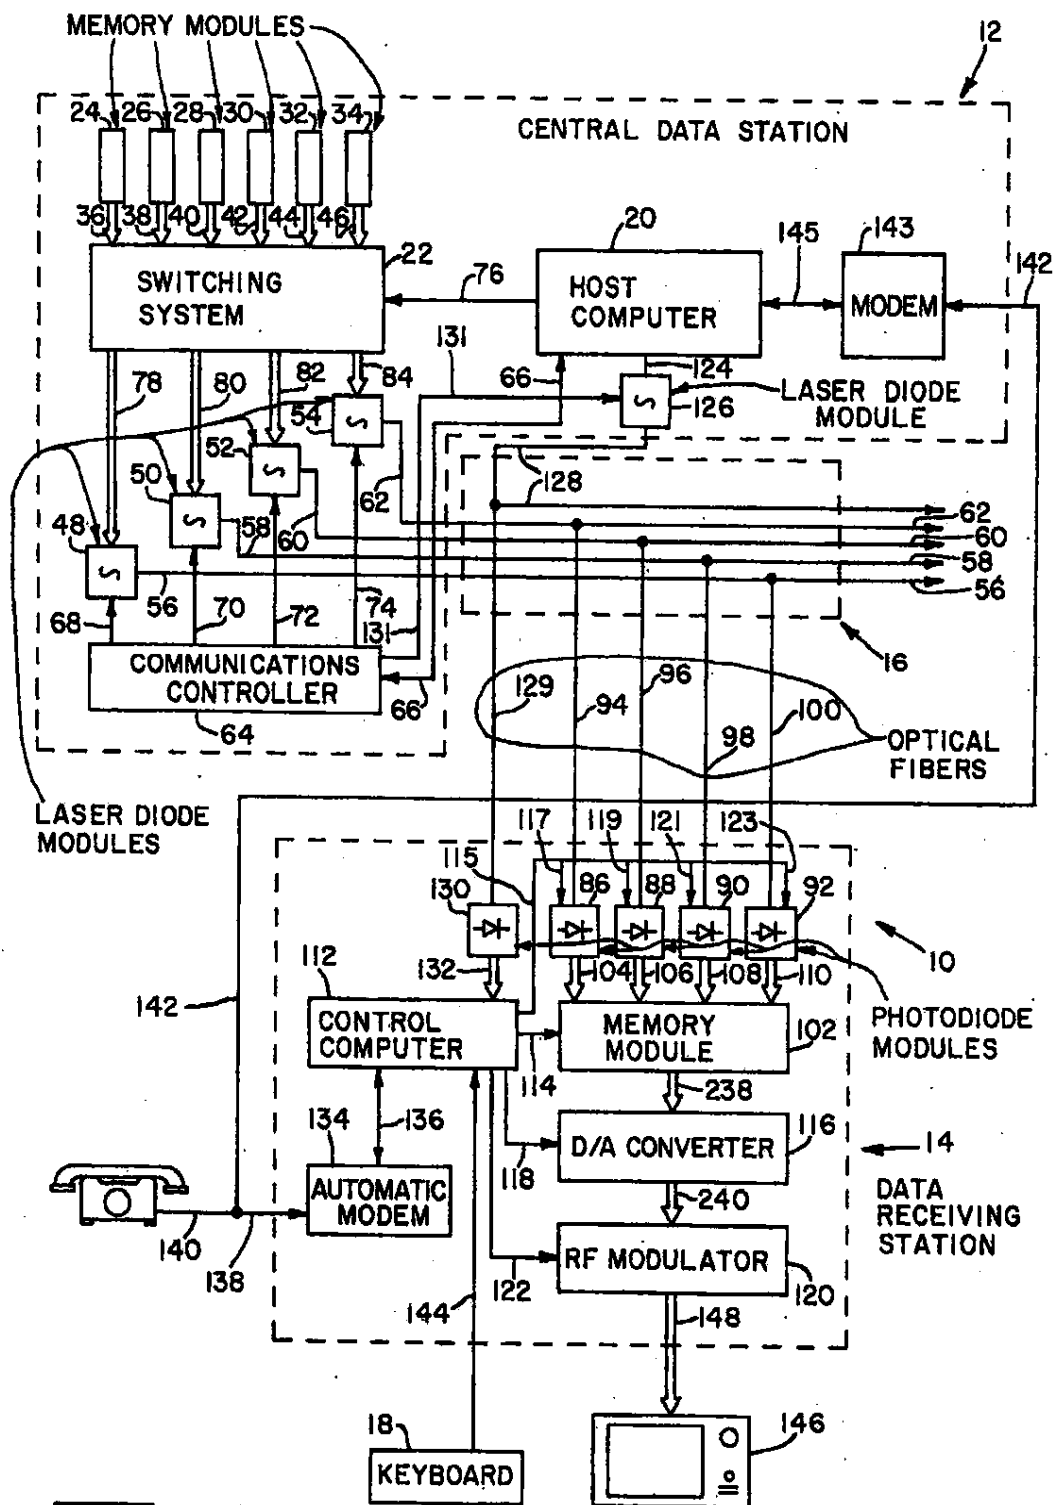 MEMORY MODULES
12
24 26 28 30 32 34
CENTRAL DATA STATION
36 38 40 42 44 46
20
143
22
145
142
SWITCHING
SYSTEM
76
HOST
COMPUTER
MODEM
131
124
78 80 82 84
66
54
126
LASER DIODE
MODULE
52
50
62
128
128
48
58
60
62
60
58
56
56
68 70 72 74
131
16
COMMUNICATIONS
CONTROLLER
66
64
129
94
96
98
100
OPTICAL
FIBERS
LASER DIODE
MODULES
117 119 121 123
115
130
86 88 90 92
10
112
132
104 106 108 110
142
CONTROL
COMPUTER
114
MEMORY
MODULE
102
PHOTODIODE
MODULES
238
134
136
118
D/A CONVERTER
116
14
DATA
RECEIVING
STATION
AUTOMATIC
MODEM
240
140
138
122
RF MODULATOR
120
144
148
18
KEYBOARD
146